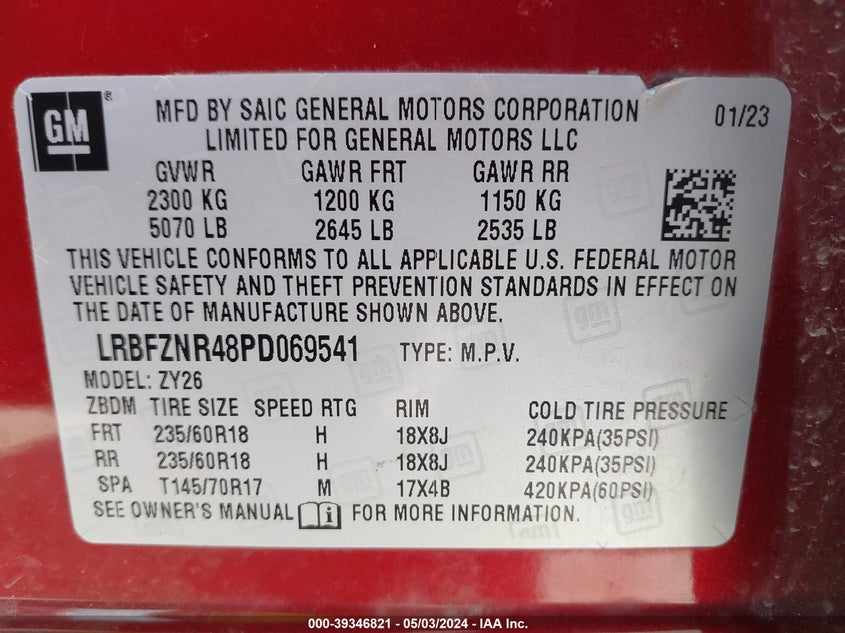 GM ®
MFD BY SAIC GENERAL MOTORS CORPORATION 01/23
LIMITED FOR GENERAL MOTORS LLC
GVWR GAWR FRT GAWR RR
2300 KG 1200 KG 1150 KG
5070 LB 2645 LB 2535 LB
THIS VEHICLE CONFORMS TO ALL APPLICABLE U.S. FEDERAL MOTOR
VEHICLE SAFETY AND THEFT PREVENTION STANDARDS IN EFFECT ON
THE DATE OF MANUFACTURE SHOWN ABOVE.
LRBFZNR48PD069541 TYPE: M.P.V.
MODEL: ZY26
ZBDM TIRE SIZE SPEED RTG RIM COLD TIRE PRESSURE
FRT 235/60R18 H 18X8J 240KPA(35PSI)
RR 235/60R18 H 18X8J 240KPA(35PSI)
SPA T145/70R17 M 17X4B 420KPA(60PSI)
SEE OWNER'S MANUAL i FOR MORE INFORMATION.
000-39346821 - 05/03/2024 - IAA Inc.